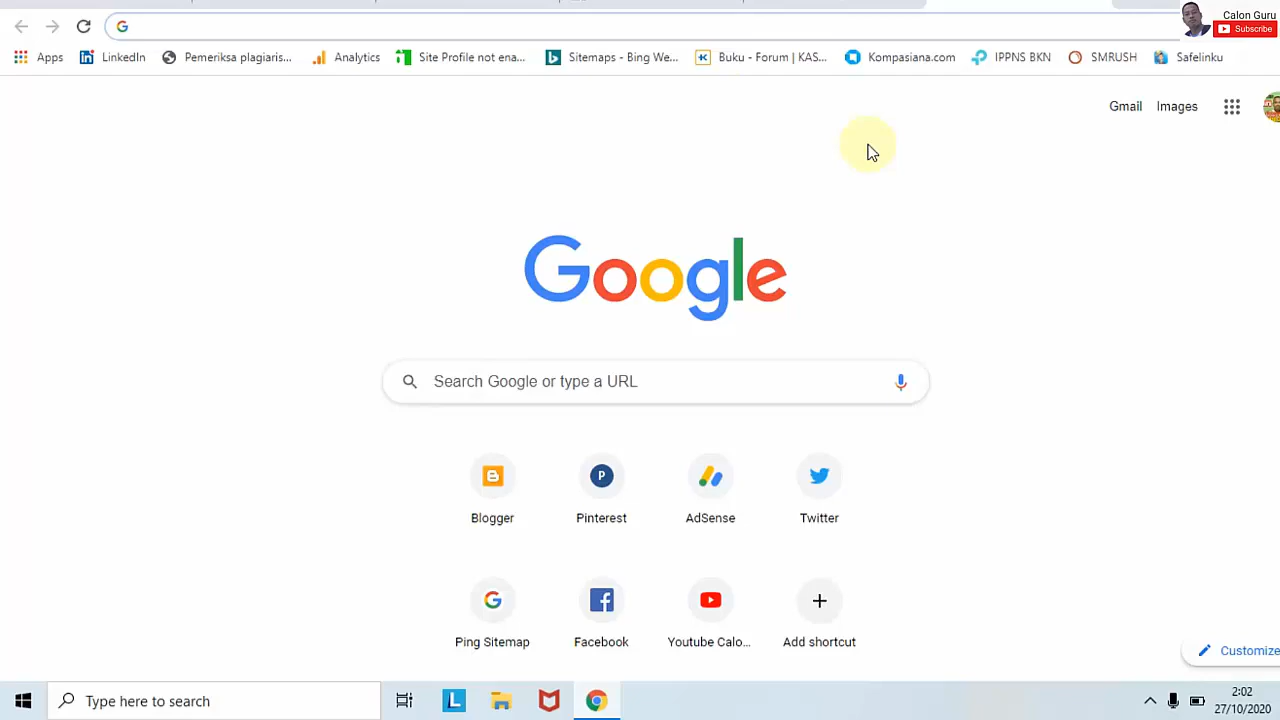 Calon Guru
Subscribe
Apps LinkedIn Pemeriksa plagiaris... Analytics Site Profile not ena... Sitemaps - Bing We... Buku - Forum | KAS... Kompasiana.com IPPNS BKN SMRUSH Safelinku
Gmail Images
Google
Search Google or type a URL
Blogger Pinterest AdSense Twitter
Ping Sitemap Facebook Youtube Calo... Add shortcut
Customize
Type here to search
2:02
27/10/2020